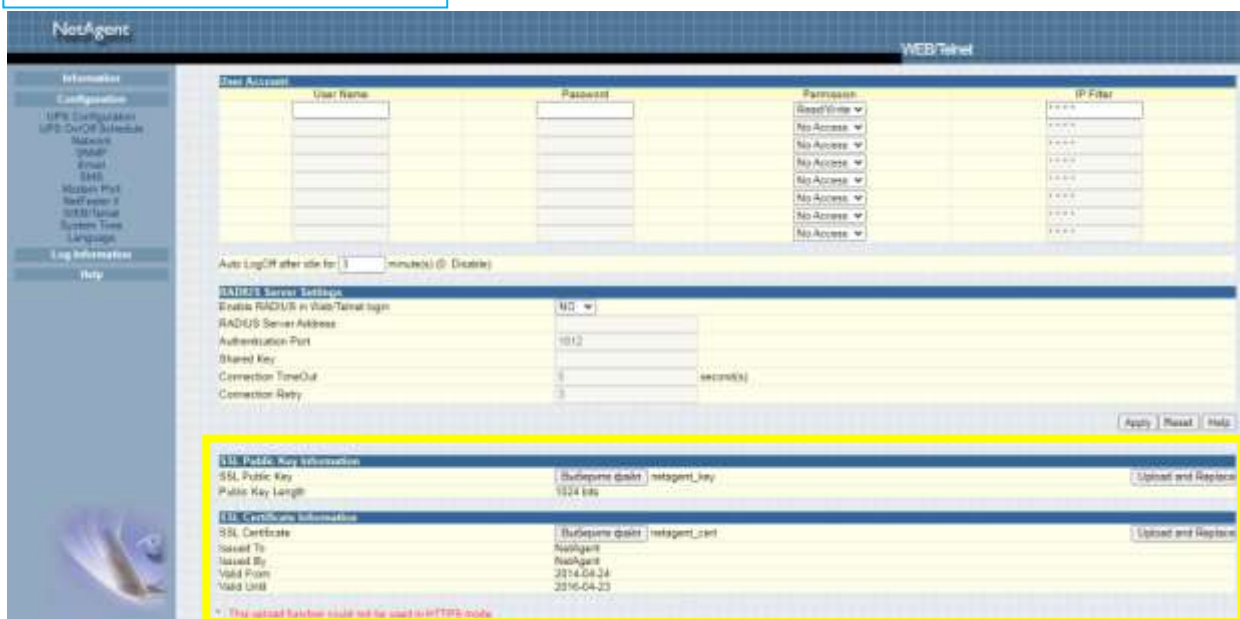 NetAgent
WEB/Telnet
Information
Configuration
UPS Configuration
UPS On/Off Schedule
Network
SNMP
Email
SMS
Modem Port
NetFeeler II
WEB/Telnet
System Time
Language
Log Information
Help
User Account
User Name Password Permission IP Filter
Read/Write *.*.*.*
No Access *.*.*.*
No Access *.*.*.*
No Access *.*.*.*
No Access *.*.*.*
No Access *.*.*.*
No Access *.*.*.*
No Access *.*.*.*
Auto LogOff after idle for minute(s) (0: Disable)
RADIUS Server Settings
Enable RADIUS in Web/Telnet login NO
RADIUS Server Address
Authentication Port 1812
Shared Key
Connection TimeOut second(s)
Connection Retry 3
Apply Reset Help
SSL Public Key Information
SSL Public Key Выберите файл netagent_key Upload and Replace
Public Key Length 1024 bits
SSL Certificate Information
SSL Certificate Выберите файл netagent_cert Upload and Replace
Issued To NetAgent
Issued By NetAgent
Valid From 2014-04-24
Valid Until 2016-04-23
* This upload function could not be used in HTTPS mode